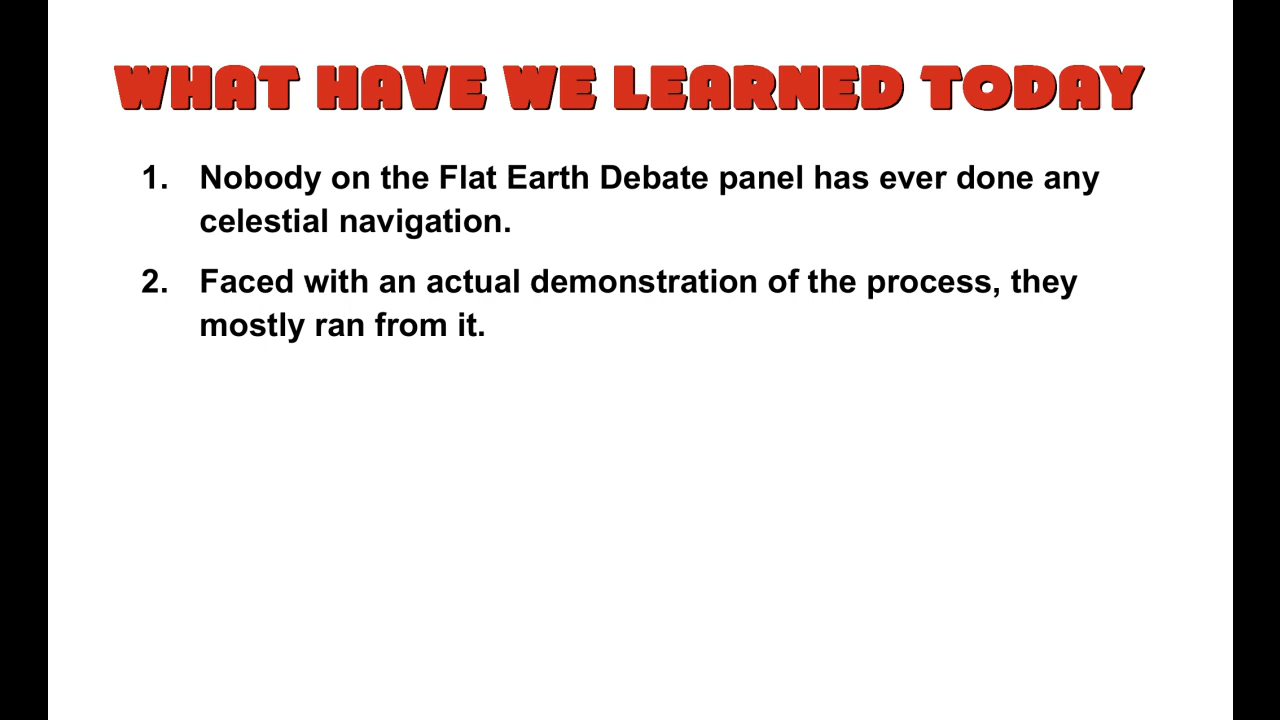 WHAT HAVE WE LEARNED TODAY
1. Nobody on the Flat Earth Debate panel has ever done any
celestial navigation.
2. Faced with an actual demonstration of the process, they
mostly ran from it.